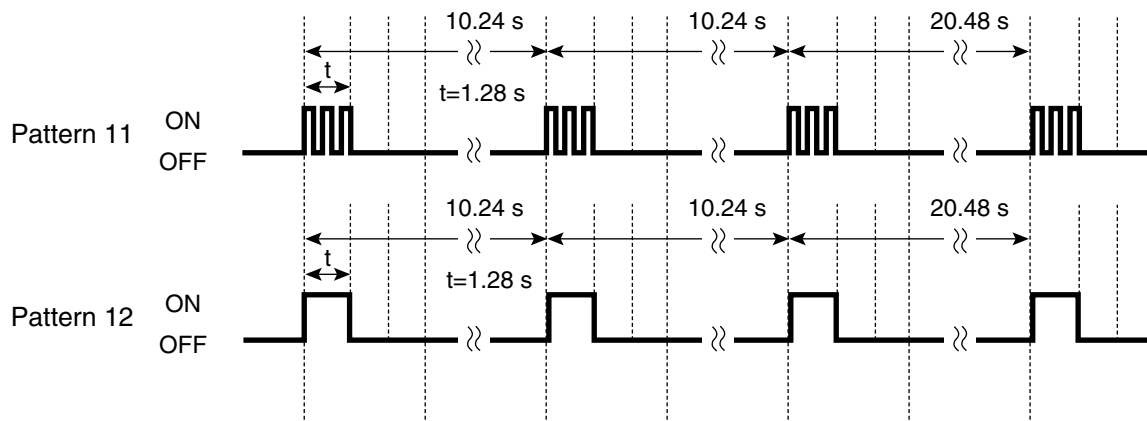 10.24 s 10.24 s 20.48 s
t
t=1.28 s
Pattern 11 ON
OFF
10.24 s 10.24 s 20.48 s
t
t=1.28 s
Pattern 12 ON
OFF